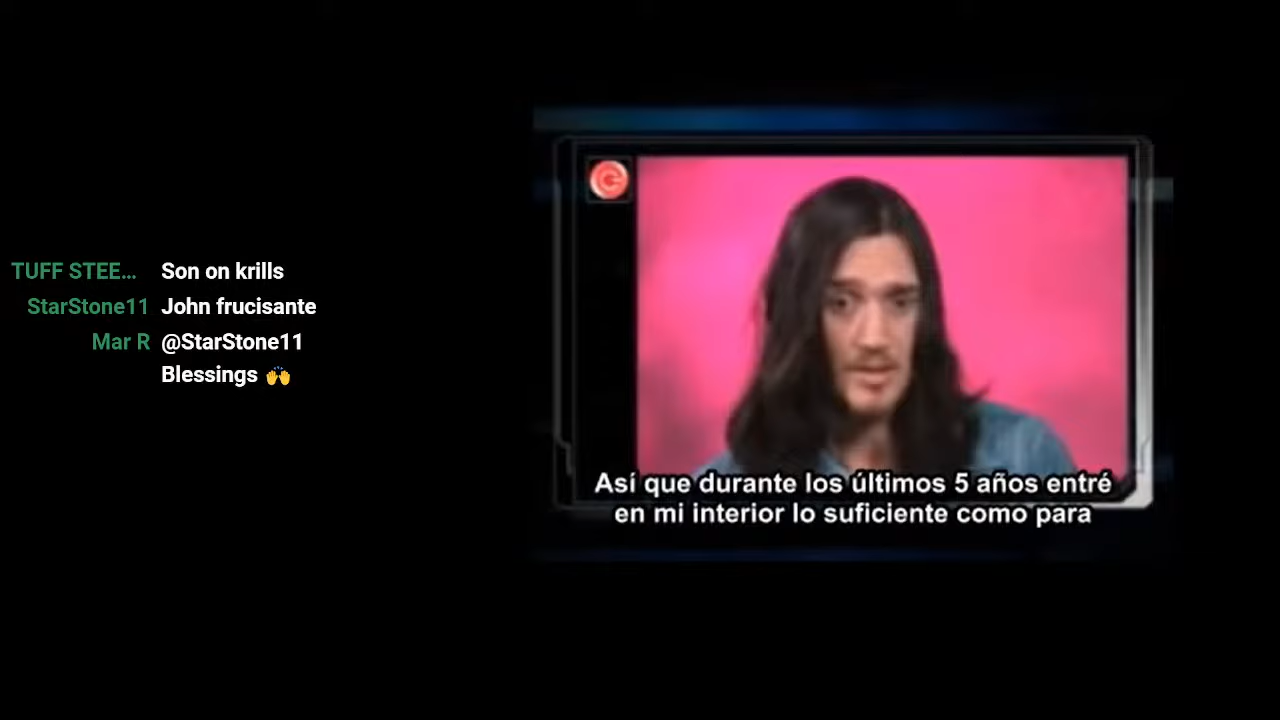 TUFF STEE... Son on krills
StarStone11 John frucisante
Mar R @StarStone11
Blessings 🙌
Así que durante los últimos 5 años entré
en mi interior lo suficiente como para